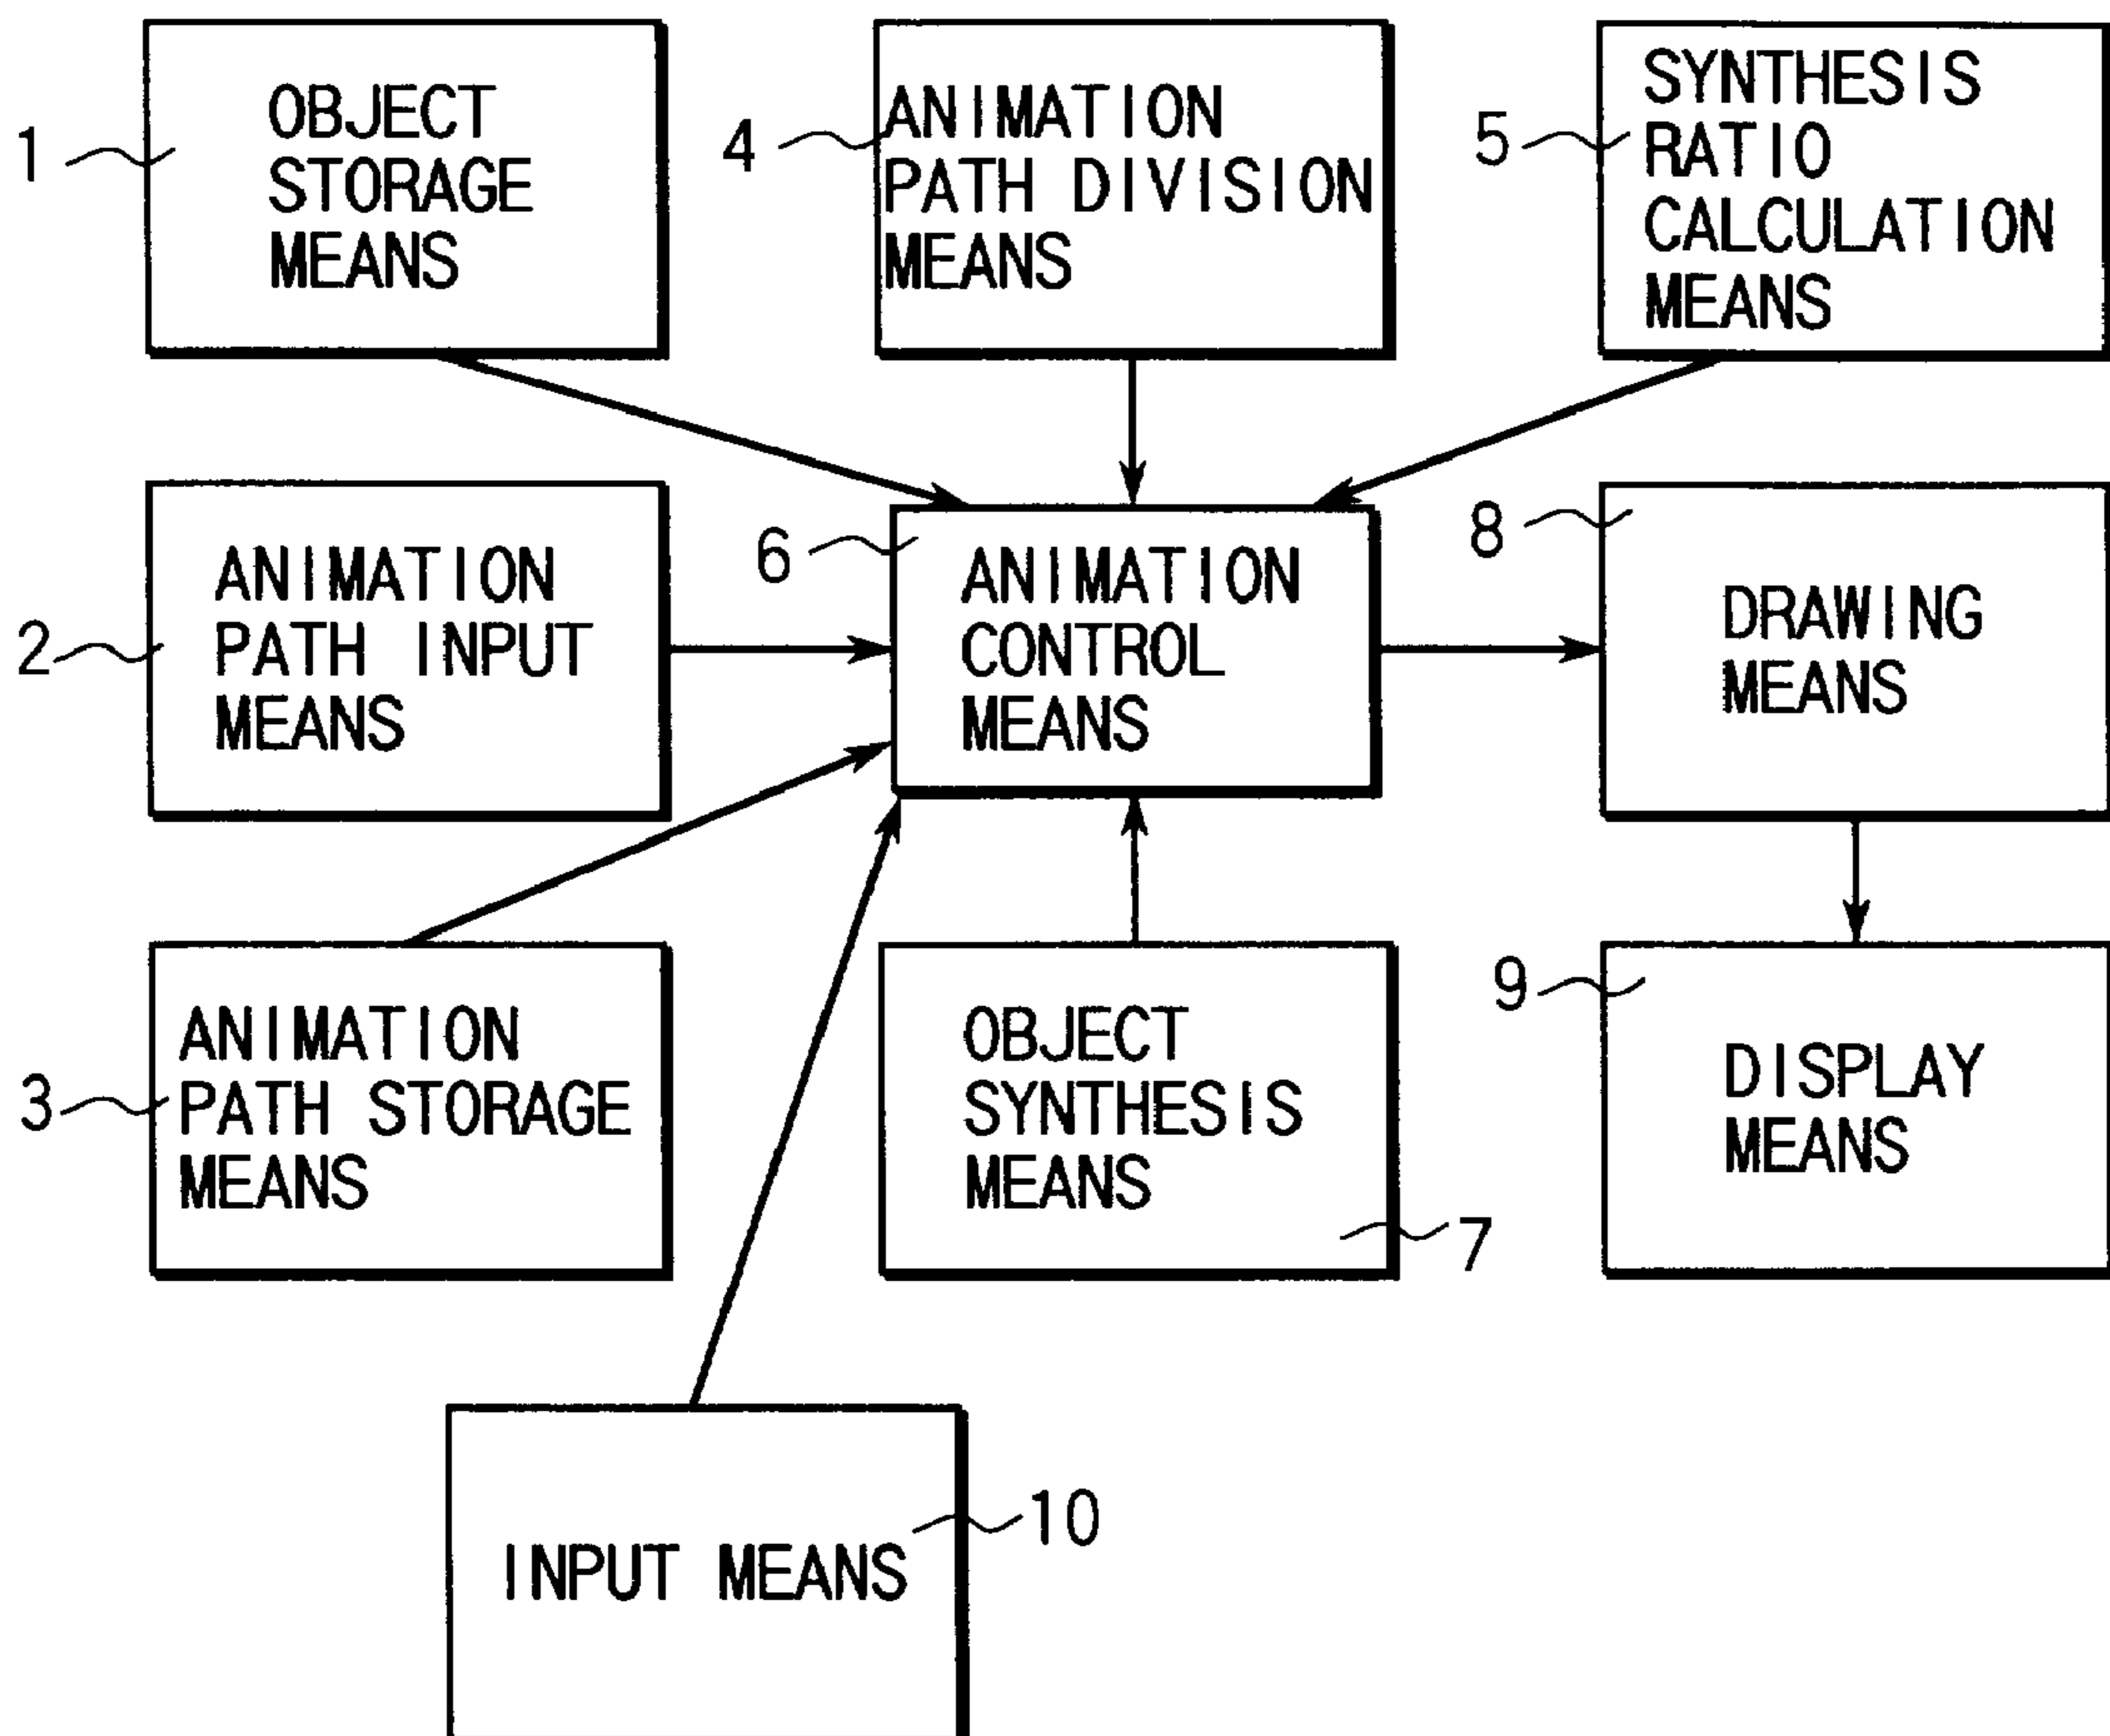 1
OBJECT
STORAGE
MEANS
4
ANIMATION
PATH DIVISION
MEANS
5
SYNTHESIS
RATIO
CALCULATION
MEANS
2
ANIMATION
PATH INPUT
MEANS
6
ANIMATION
CONTROL
MEANS
8
DRAWING
MEANS
3
ANIMATION
PATH STORAGE
MEANS
OBJECT
SYNTHESIS
MEANS
7
9
DISPLAY
MEANS
INPUT MEANS
10